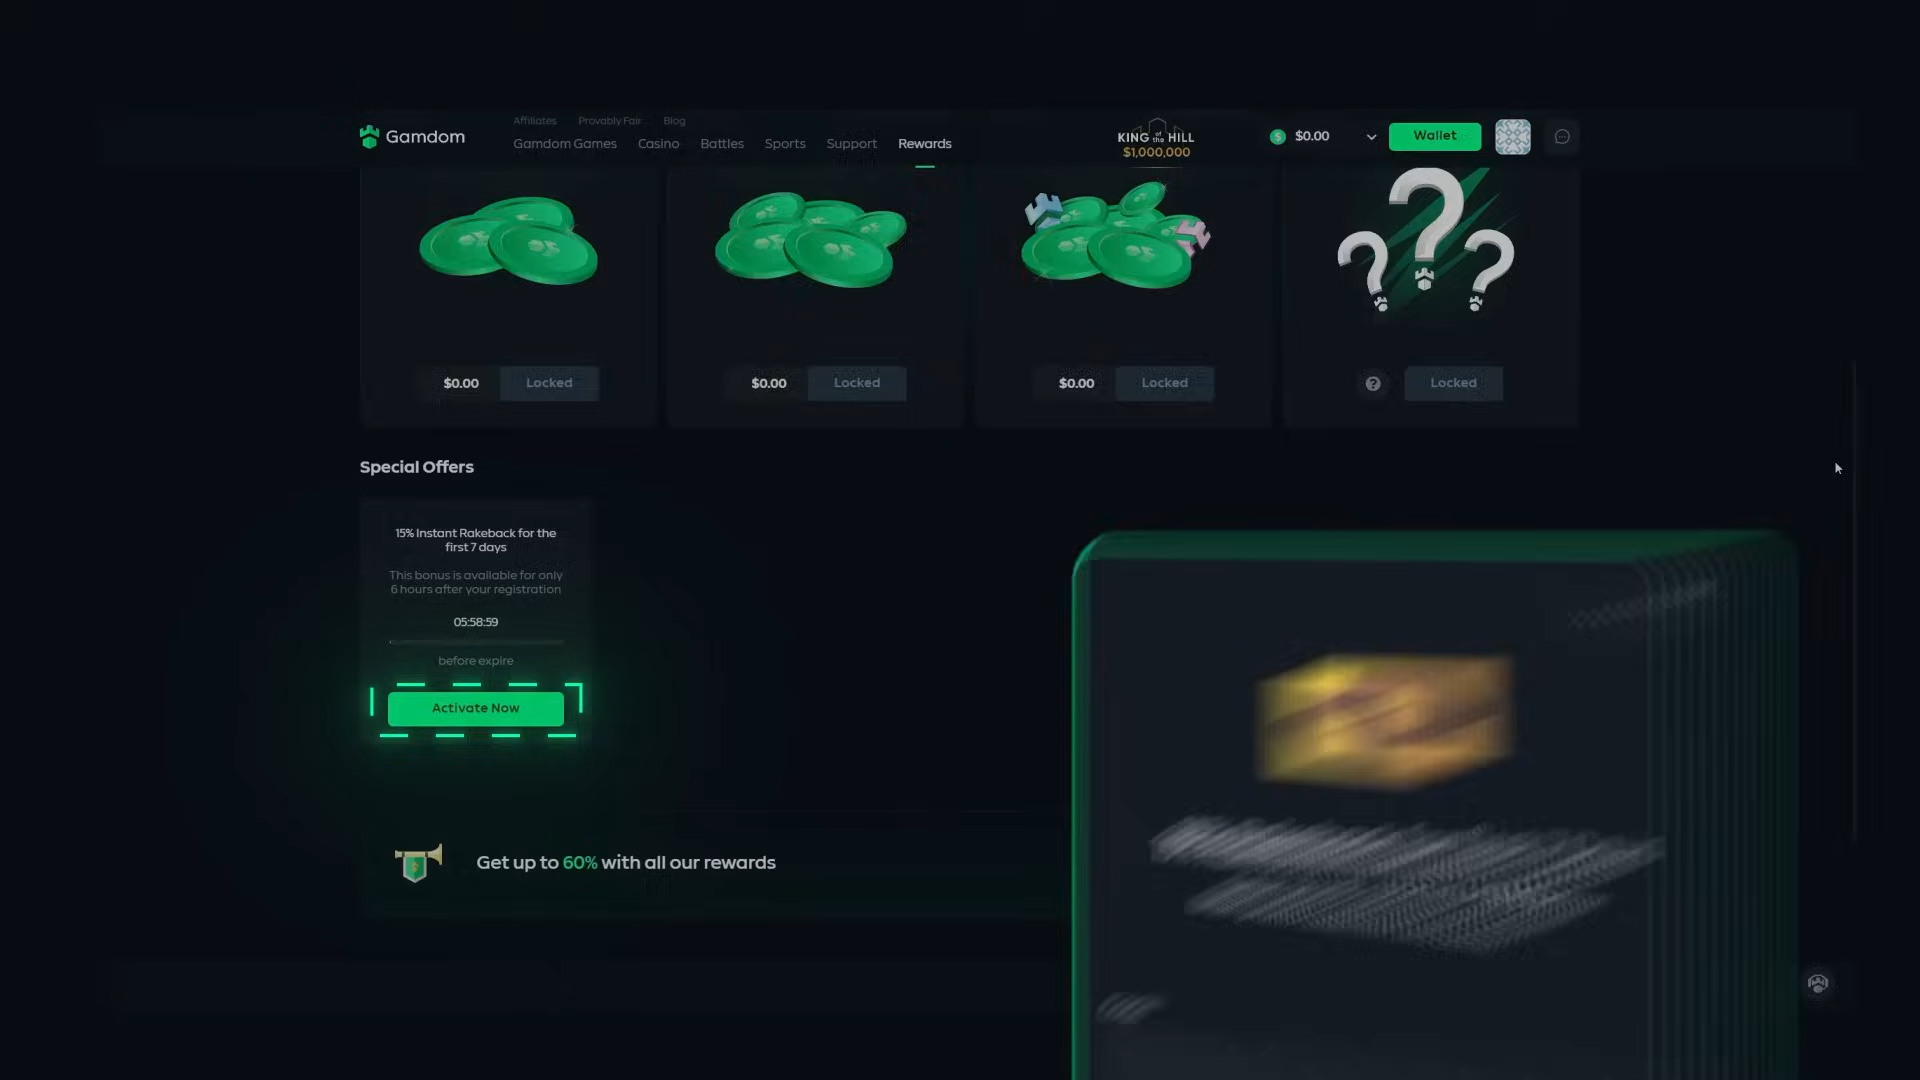 Affiliates Provably Fair Blog
Gamdom
Gamdom Games Casino Battles Sports Support Rewards
KING of the HILL
$1,000,000
$0.00
Wallet
$0.00 Locked
$0.00 Locked
$0.00 Locked
? Locked
Special Offers
15% Instant Rakeback for the
first 7 days
This bonus is available for only
6 hours after your registration
05:58:59
before expire
Activate Now
Get up to 60% with all our rewards